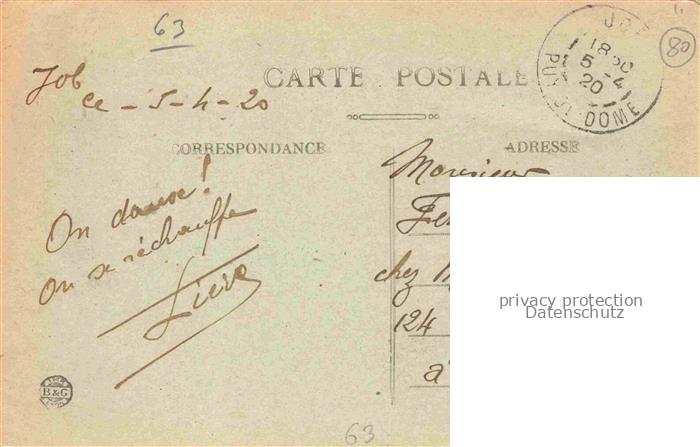 63
80
JOB
18 30
5 - 4
20
PUY DE DOME
Job
ce - 5 - 4 - 20
CARTE POSTALE
CORRESPONDANCE
ADRESSE
On danse!
on se réchauffe
Monsieur
chez
124
à
privacy protection
Datenschutz
B&G
63